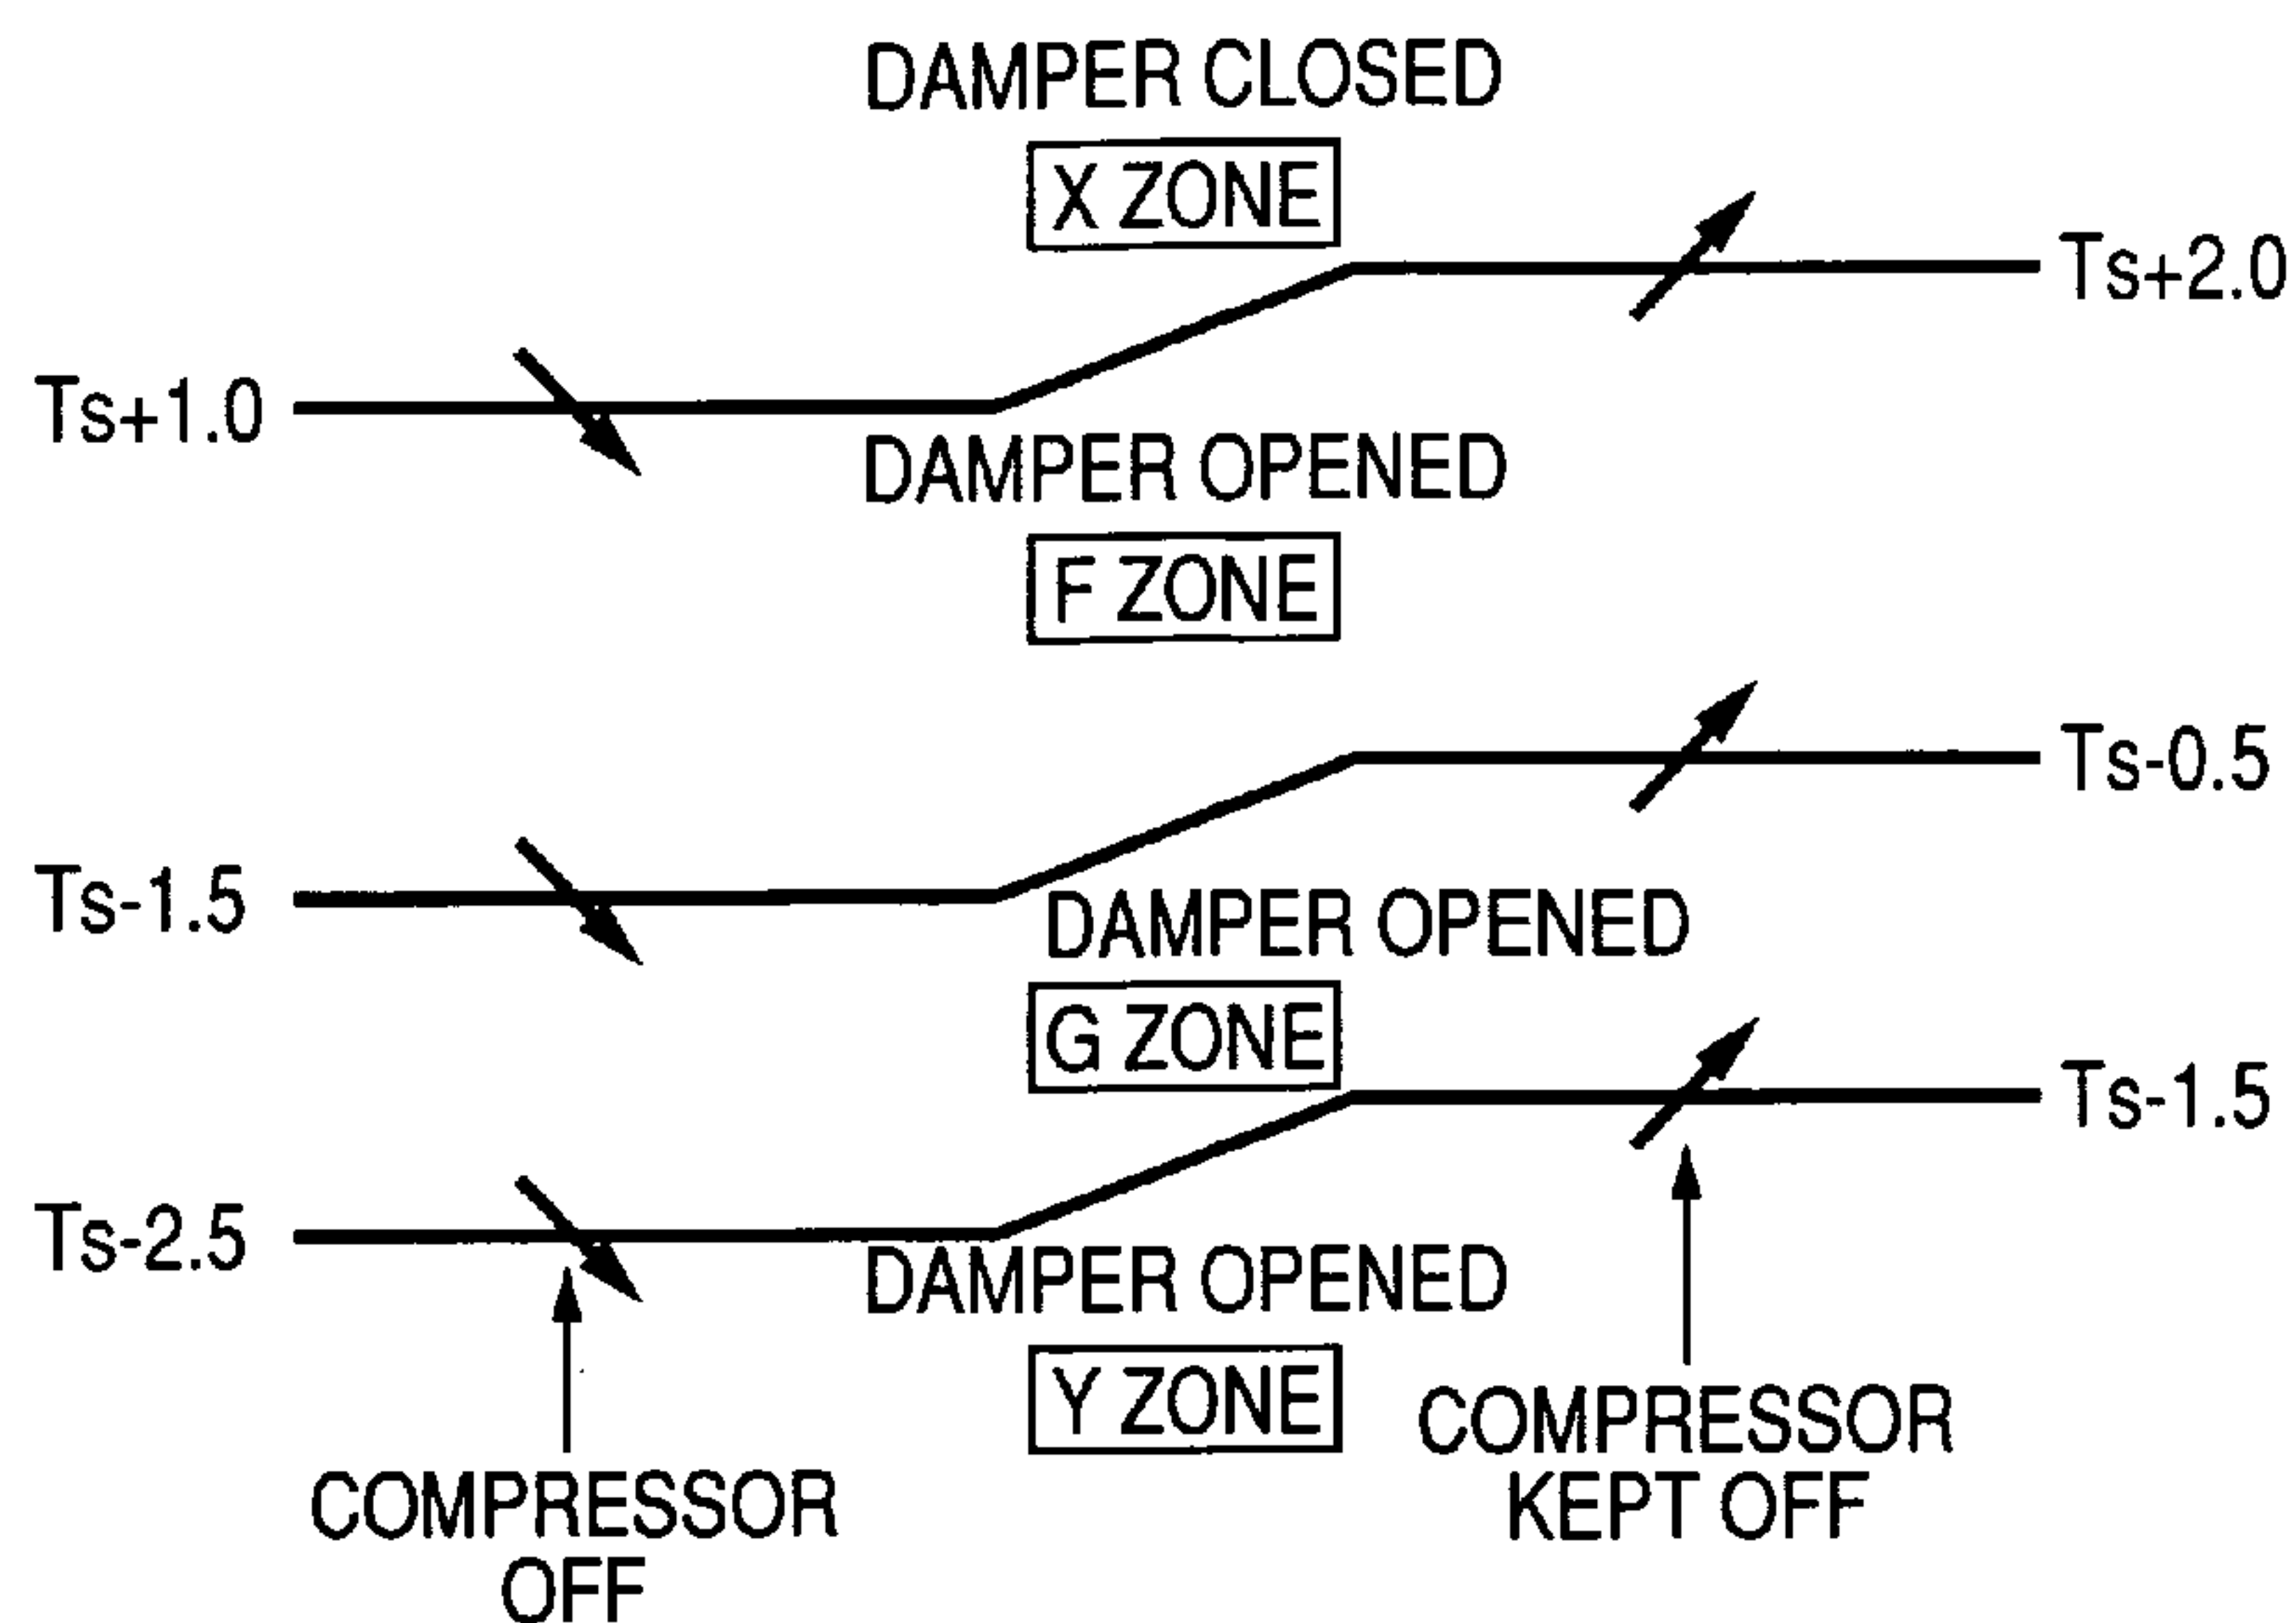 DAMPER CLOSED
X ZONE
Ts+2.0
Ts+1.0
DAMPER OPENED
F ZONE
Ts-0.5
Ts-1.5
DAMPER OPENED
G ZONE
Ts-1.5
Ts-2.5
DAMPER OPENED
Y ZONE
COMPRESSOR
KEPT OFF
COMPRESSOR
OFF